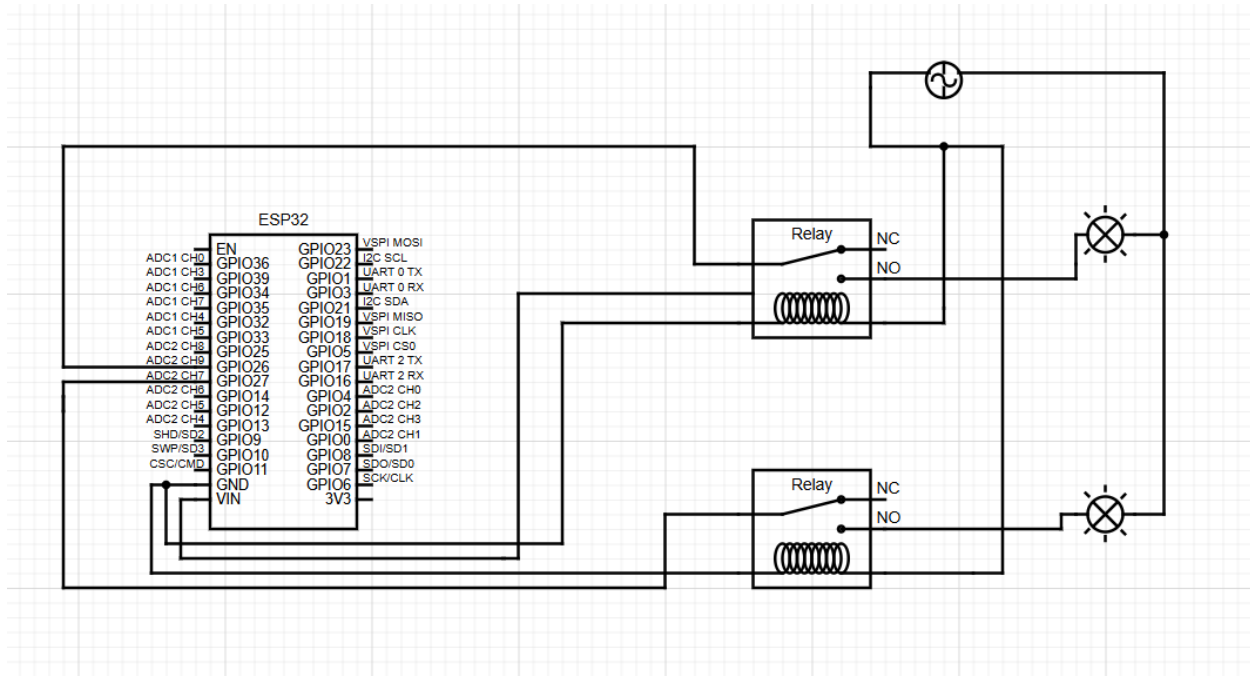 ESP32
EN GPIO23 VSPI MOSI
ADC1 CH0 GPIO36 GPIO22 I2C SCL
ADC1 CH3 GPIO39 GPIO1 UART 0 TX
ADC1 CH6 GPIO34 GPIO3 UART 0 RX
ADC1 CH7 GPIO35 GPIO21 I2C SDA
ADC1 CH4 GPIO32 GPIO19 VSPI MISO
ADC1 CH5 GPIO33 GPIO18 VSPI CLK
ADC2 CH8 GPIO25 GPIO5 VSPI CS0
ADC2 CH9 GPIO26 GPIO17 UART 2 TX
ADC2 CH7 GPIO27 GPIO16 UART 2 RX
ADC2 CH6 GPIO14 GPIO4 ADC2 CH0
ADC2 CH5 GPIO12 GPIO2 ADC2 CH2
ADC2 CH4 GPIO13 GPIO15 ADC2 CH3
SHD/SD2 GPIO9 GPIO0 ADC2 CH1
SWP/SD3 GPIO10 GPIO8 SDI/SD1
CSC/CMD GPIO11 GPIO7 SDO/SD0
GND GPIO6 SCK/CLK
VIN 3V3
Relay NC
NO
Relay NC
NO